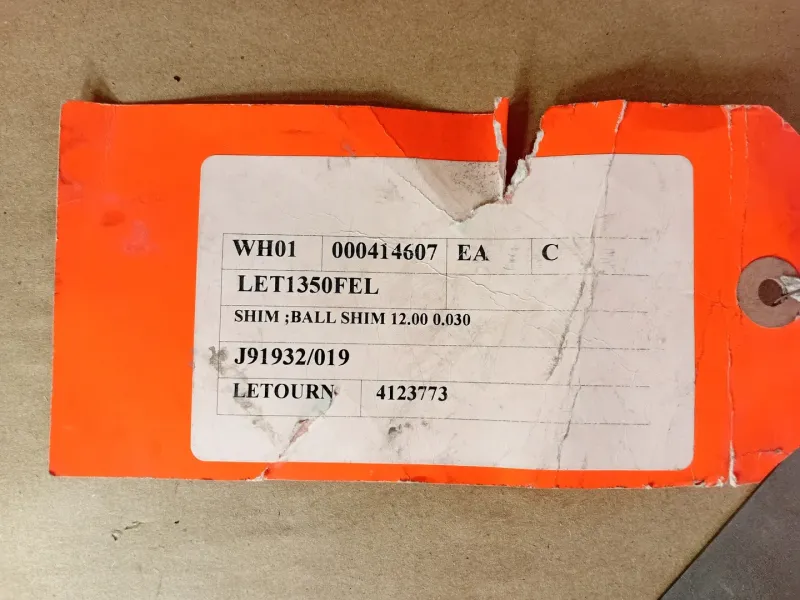 WH01 000414607 EA C
LET1350FEL
SHIM ;BALL SHIM 12.00 0.030
J91932/019
LETOURN 4123773